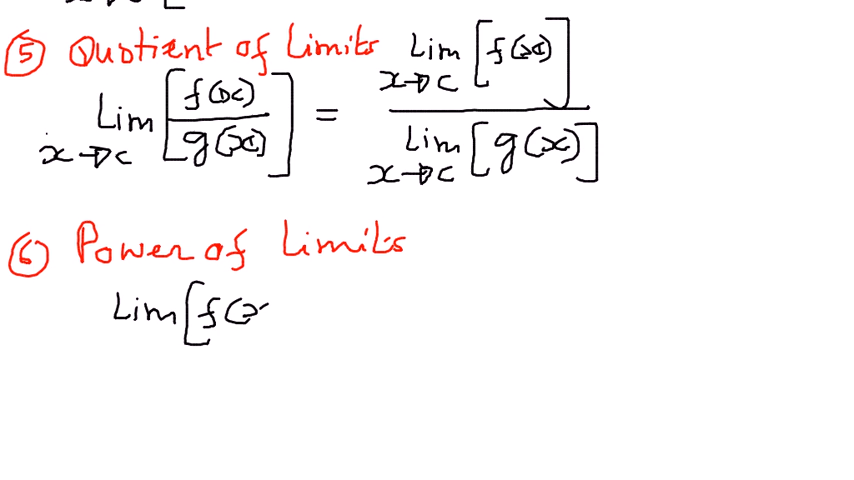 ⑤ Quotient of Limits
Lim x→c [f(x)/g(x)] = Lim x→c [f(x)] / Lim x→c [g(x)]
⑥ Power of Limits
Lim [f(x